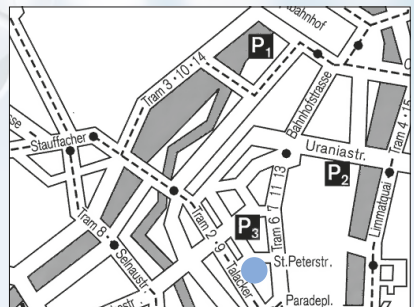 bahnhof
P1
Tram 3 · 10 · 14
Bahnhofstrasse
Stauffacher
Uraniastr.
Tram 4 · 15
P2
Limmatquai
Tram 6 7 11 13
P3
Tram 2 · 9
Talacker
Tram 8
Selnaustr.
St.Peterstr.
Paradepl.